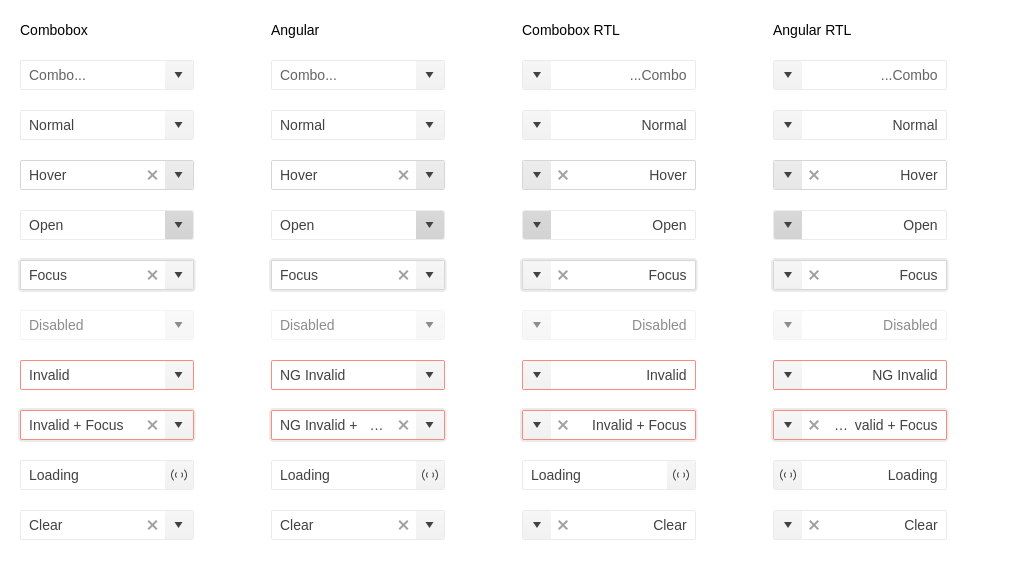 Combobox Angular Combobox RTL Angular RTL
Combo... Combo... ...Combo ...Combo
Normal Normal Normal Normal
Hover Hover Hover Hover
Open Open Open Open
Focus Focus Focus Focus
Disabled Disabled Disabled Disabled
Invalid NG Invalid Invalid NG Invalid
Invalid + Focus NG Invalid + ... Invalid + Focus ... valid + Focus
Loading Loading Loading Loading
Clear Clear Clear Clear